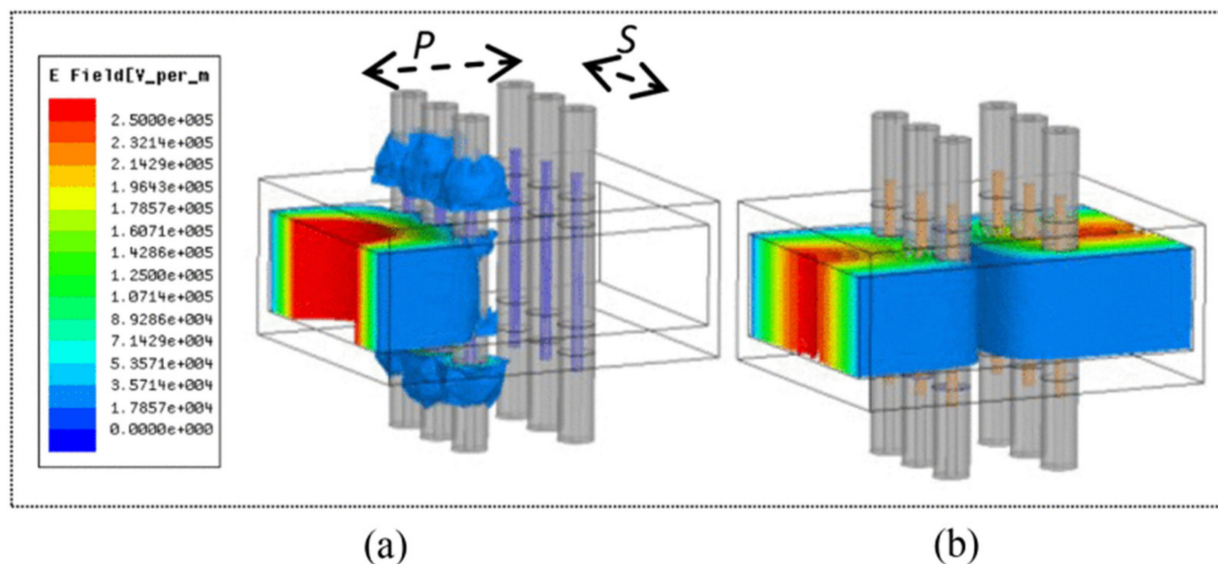 P
S
E Field[V_per_m
2.5000e+005
2.3214e+005
2.1429e+005
1.9643e+005
1.7857e+005
1.6071e+005
1.4286e+005
1.2500e+005
1.0714e+005
8.9286e+004
7.1429e+004
5.3571e+004
3.5714e+004
1.7857e+004
0.0000e+000
(a)
(b)